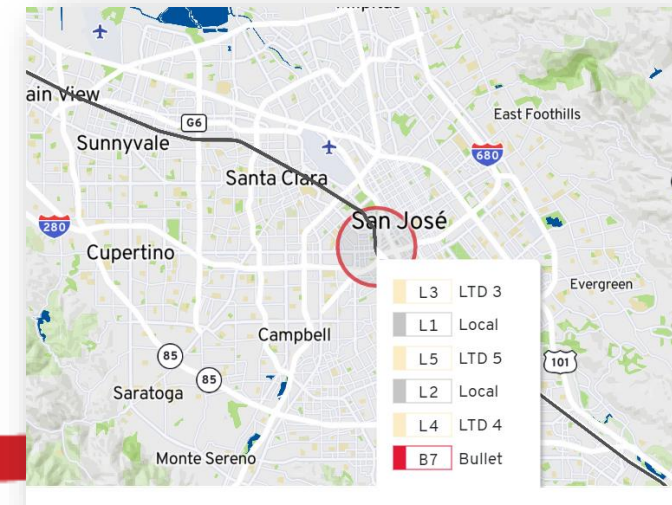 ain View
G6
East Foothills
Sunnyvale
680
Santa Clara
San José
280
Cupertino
L3 LTD 3
L1 Local
L5 LTD 5
L2 Local
L4 LTD 4
B7 Bullet
Evergreen
Campbell
101
85
85
Saratoga
Monte Sereno